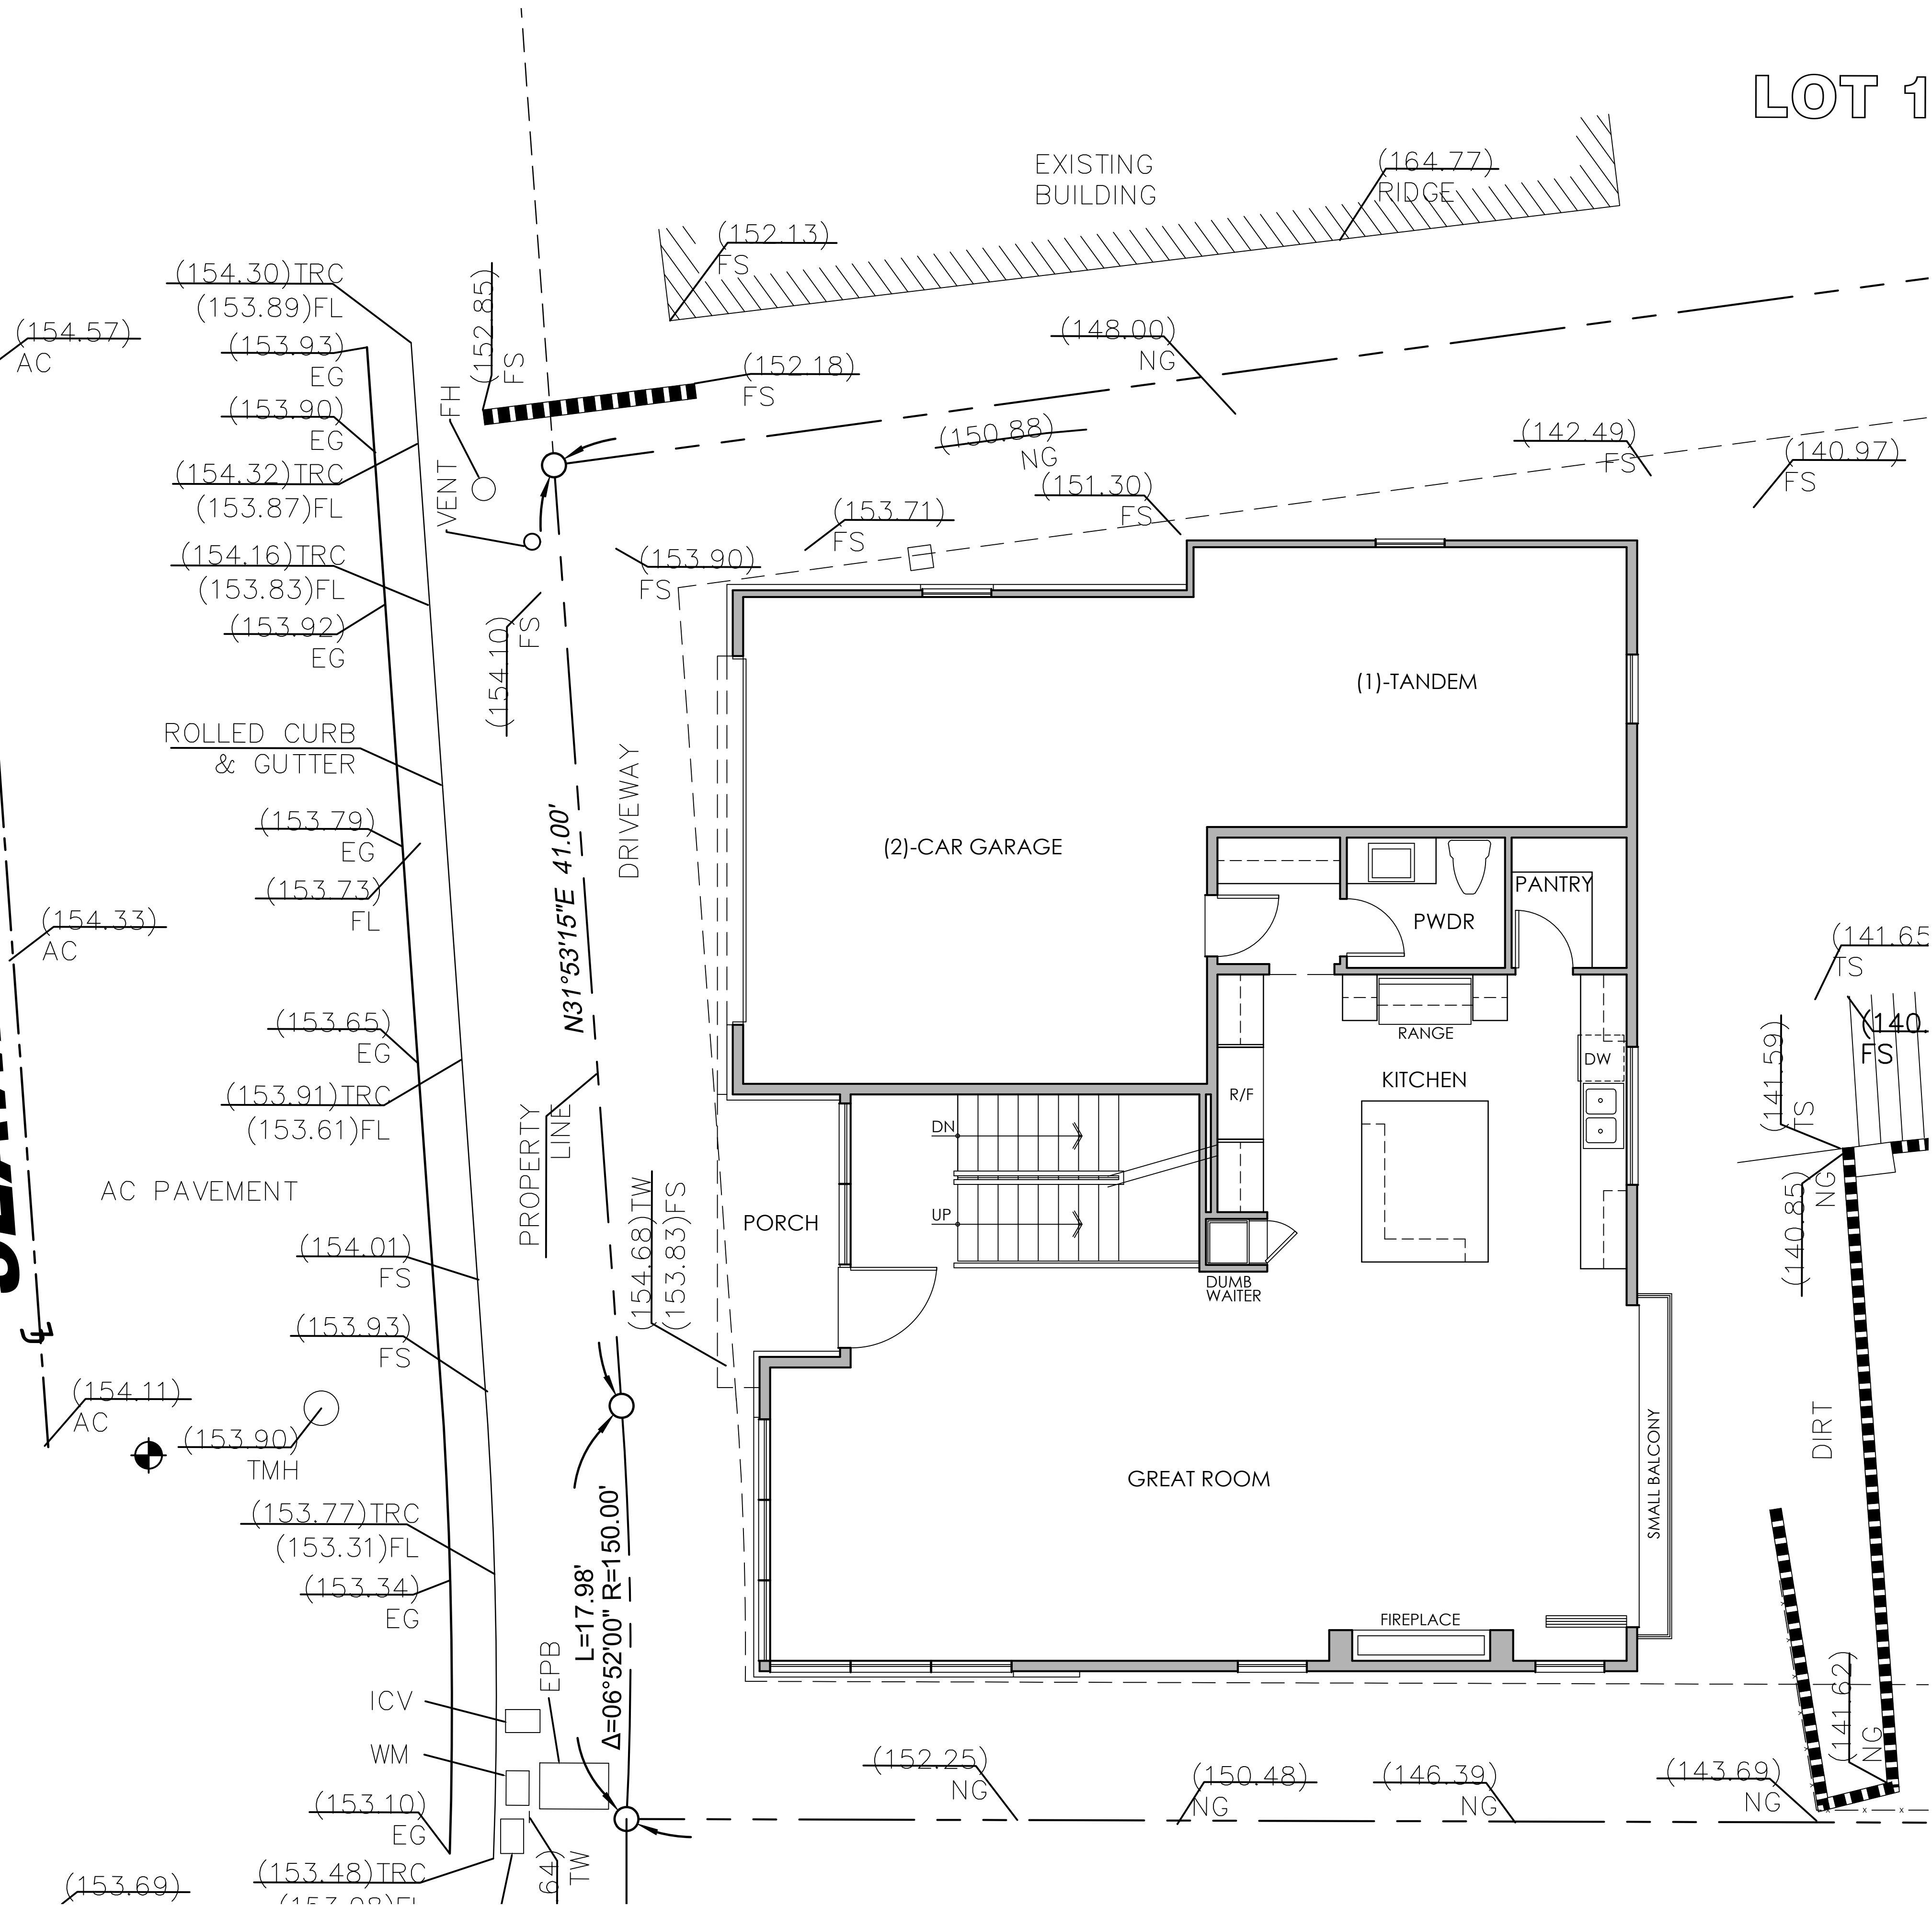 LOT 1
EXISTING
BUILDING
(164.77)
RIDGE
(152.13)
FS
(154.30)TRC
(153.89)FL
(154.57)
AC
(153.93)
EG
(152.85)
FS
(148.00)
NG
(152.18)
FS
(153.90)
EG
FH
(150.88)
NG
(142.49)
FS
(140.97)
FS
(154.32)TRC
(153.87)FL
VENT
(151.30)
FS
(153.71)
FS
(154.16)TRC
(153.83)FL
(153.90)
FS
(153.92)
EG
(154.10)
FS
(1)-TANDEM
ROLLED CURB
& GUTTER
DRIVEWAY
(153.79)
EG
N31°53'15"E 41.00'
(2)-CAR GARAGE
(153.73)
FL
PANTRY
PWDR
(154.33)
AC
(141.65
TS
(153.65)
EG
RANGE
(140.
FS
DW
(141.59)
TS
KITCHEN
(153.91)TRC
(153.61)FL
R/F
PROPERTY
LINE
DN
AC PAVEMENT
(154.68)TW
(153.83)FS
PORCH
UP
(140.85)
NG
(154.01)
FS
DUMB
WAITER
(153.93)
FS
℄
(154.11)
AC
(153.90)
TMH
DIRT
GREAT ROOM
SMALL BALCONY
(153.77)TRC
(153.31)FL
L=17.98'
Δ=06°52'00" R=150.00'
(153.34)
EG
FIREPLACE
EPB
ICV
(141.62)
NG
WM
(152.25)
NG
(150.48)
NG
(146.39)
NG
(143.69)
NG
(153.10)
EG
64)
TW
(153.48)TRC
(153.69)